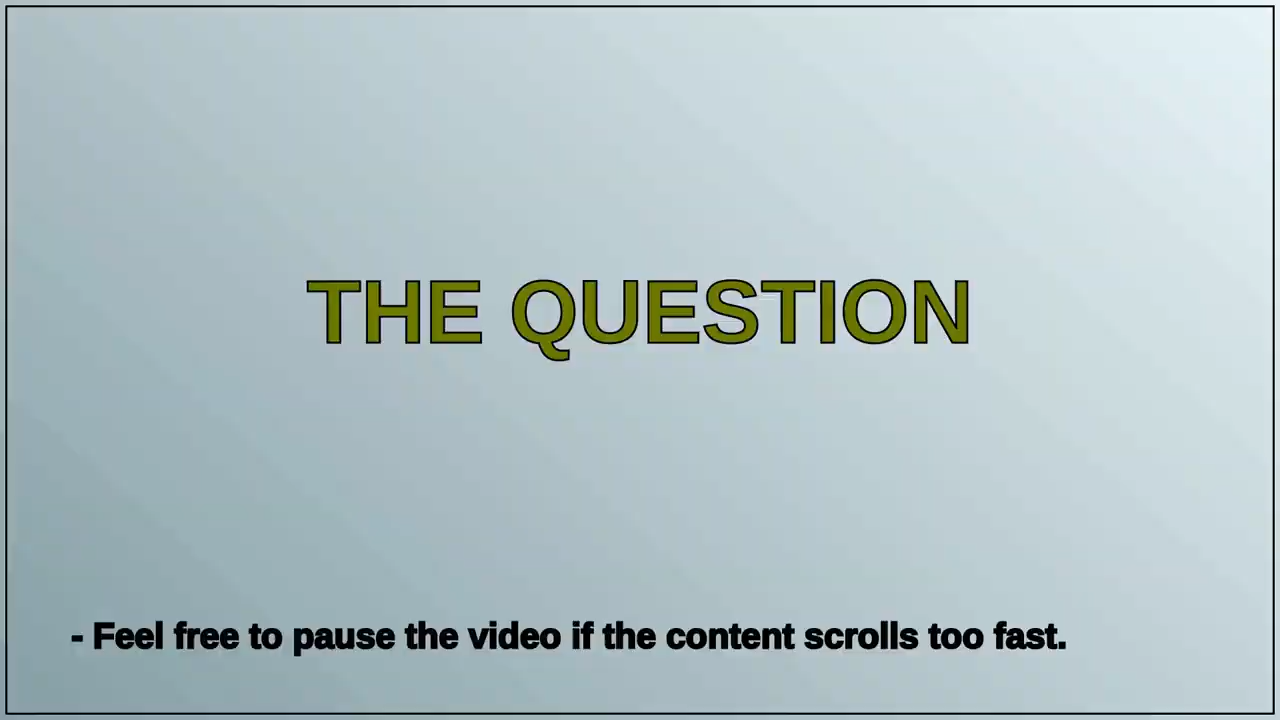 THE QUESTION
- Feel free to pause the video if the content scrolls too fast.